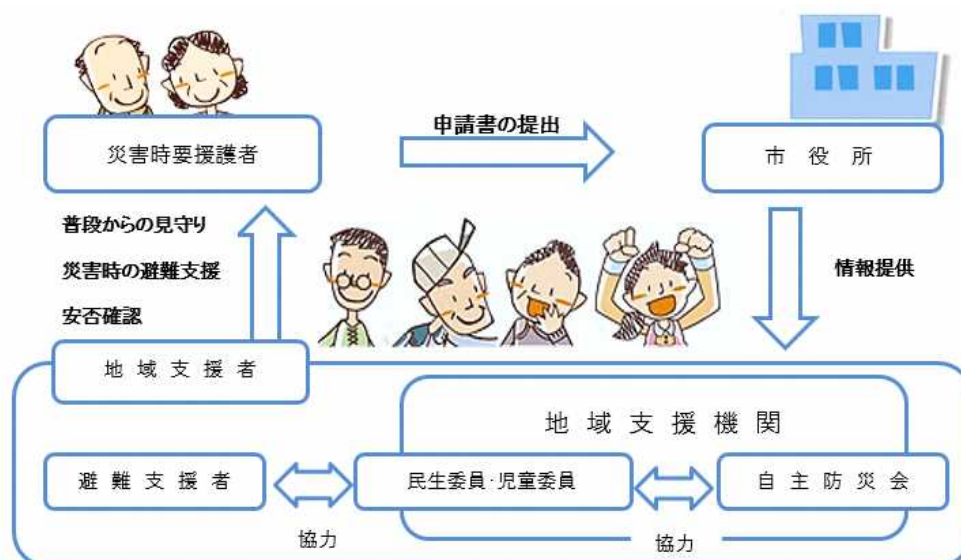 申請書の提出
災害時要援護者
市役所
普段からの見守り
災害時の避難支援
安否確認
情報提供
地域支援者
地域支援機関
避難支援者
民生委員・児童委員
自主防災会
協力
協力